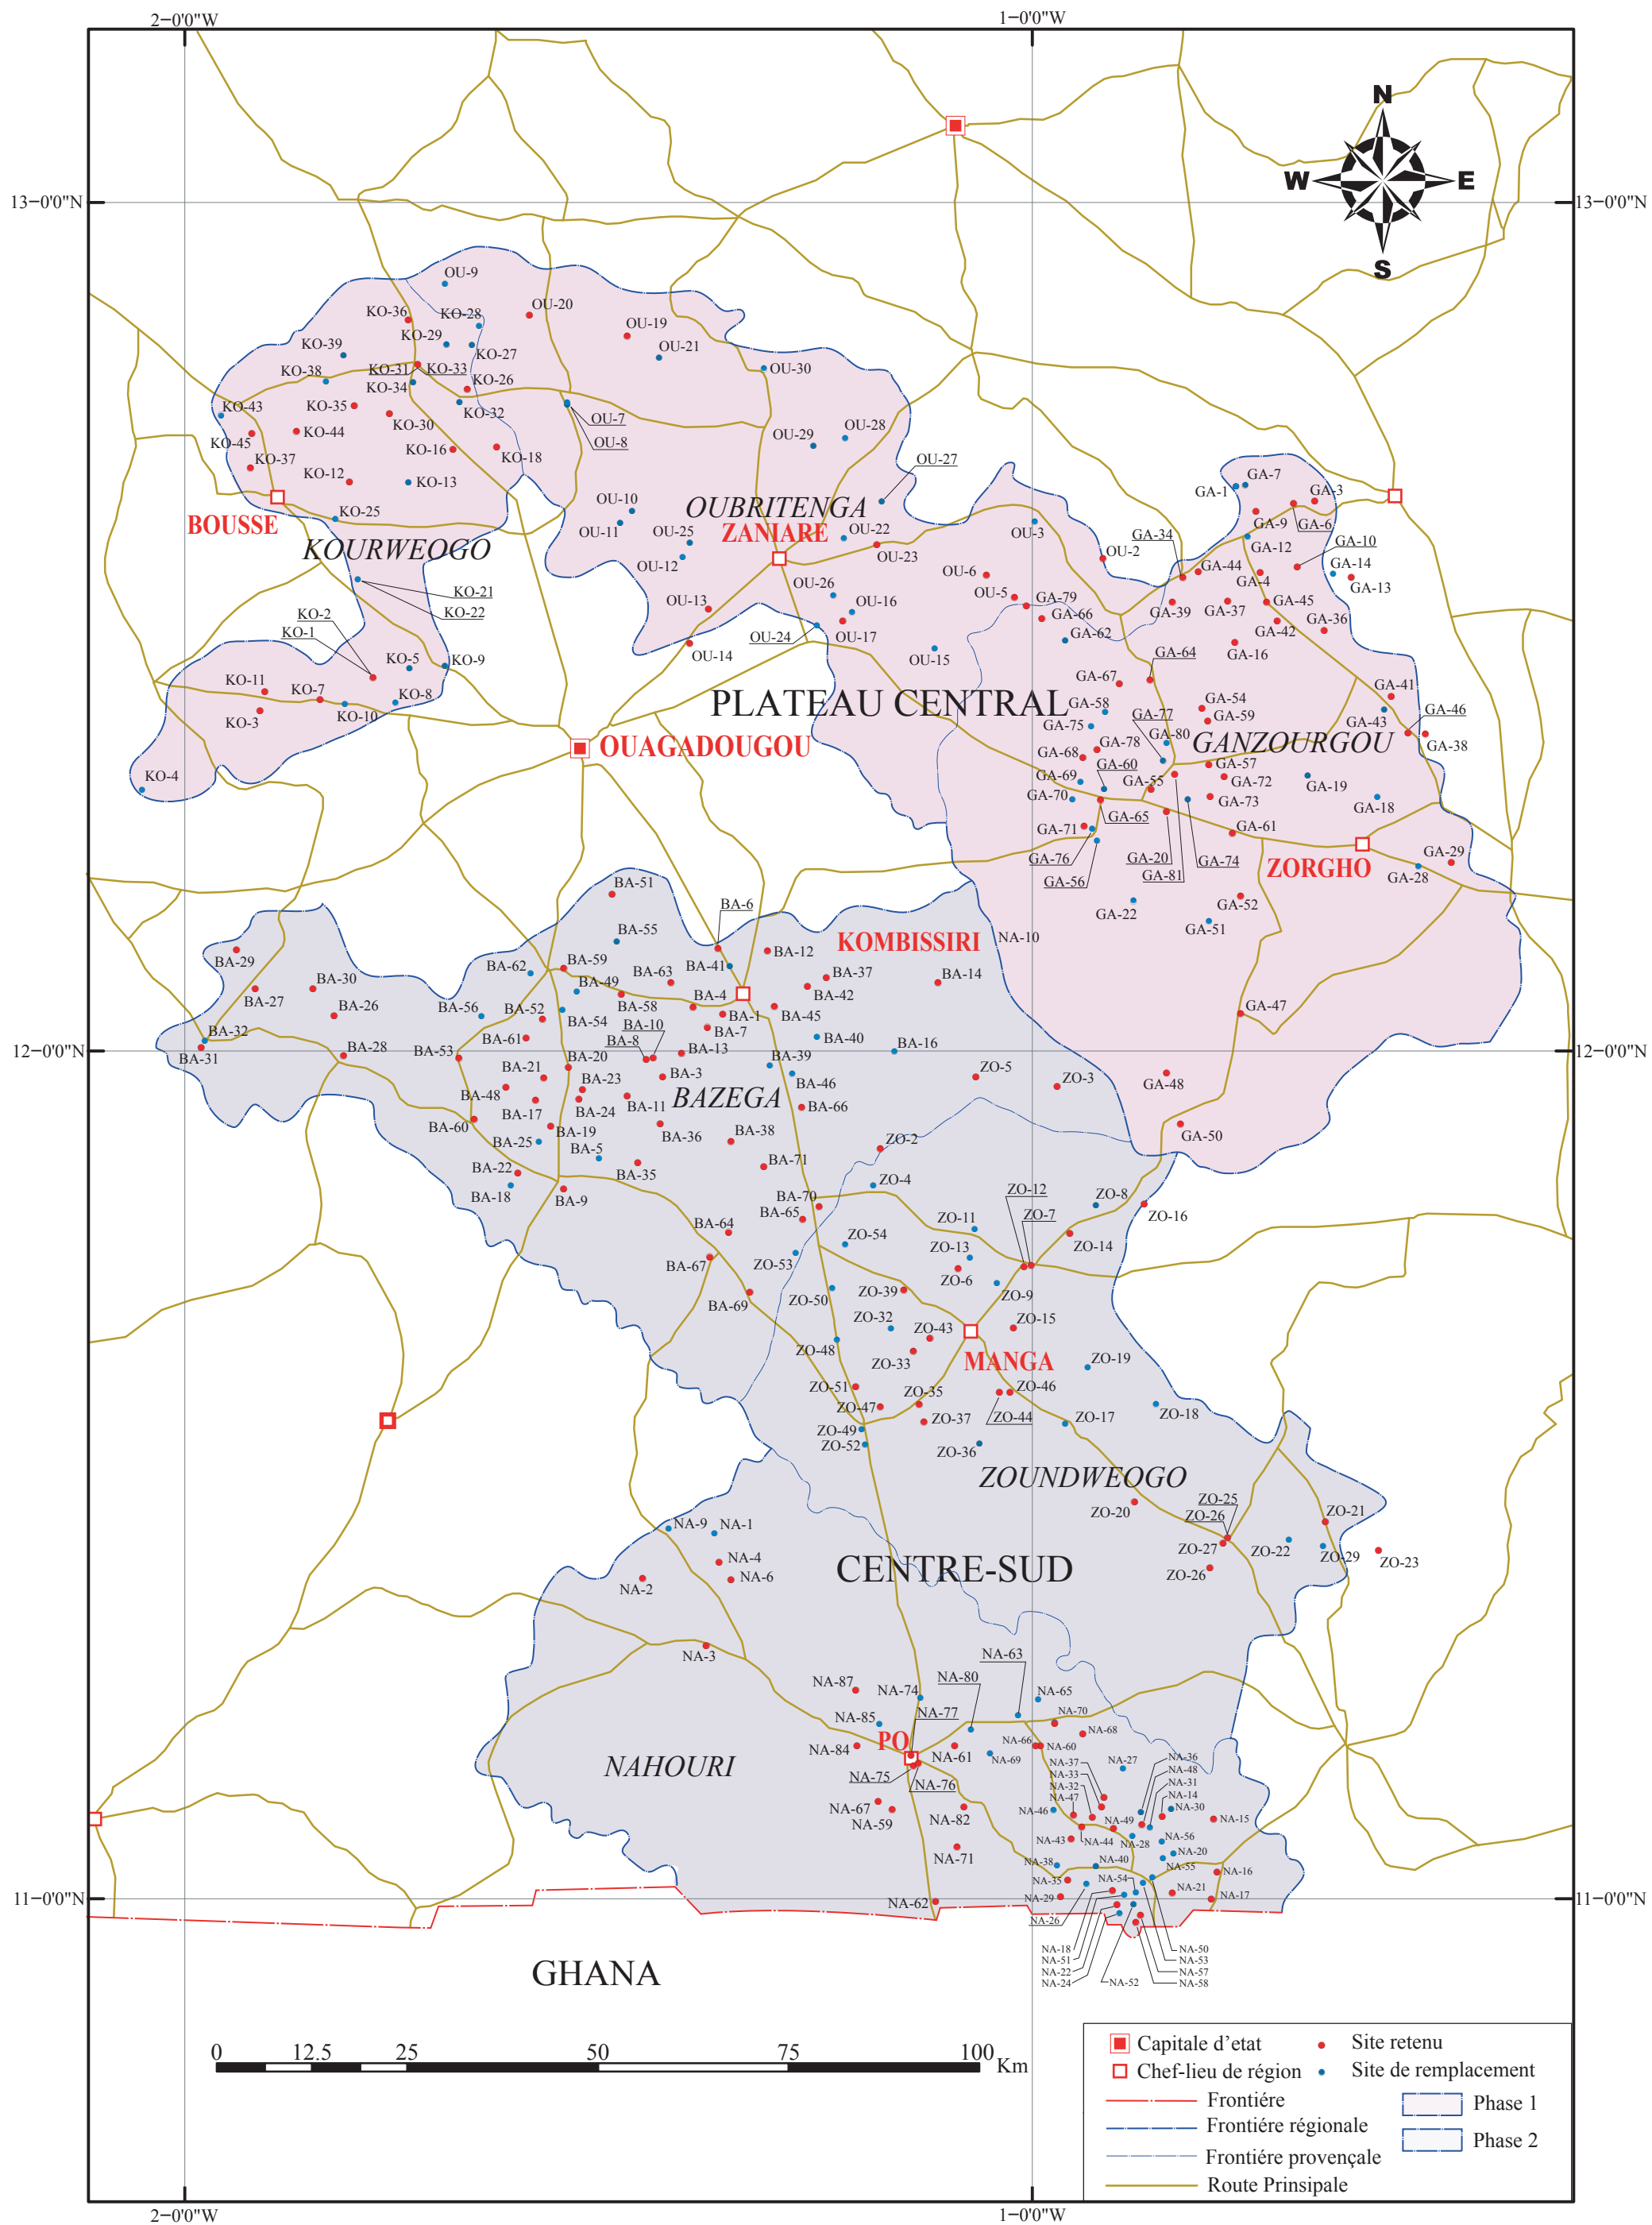 2–0'0"W
1–0'0"W
N
W
E
S
13–0'0"N
13–0'0"N
OU-9
KO-36
KO-28
OU-20
KO-29
OU-19
KO-39
KO-27
OU-21
KO-31
KO-33
KO-38
KO-34
KO-26
OU-30
KO-43
KO-35
KO-32
OU-7
KO-30
OU-28
KO-45
KO-44
OU-8
OU-29
KO-37
KO-16
KO-18
OU-27
KO-12
KO-13
GA-7
GA-1
GA-3
OU-10
OUBRITENGA
BOUSSE
KO-25
OU-11
OU-25
ZANIARE
OU-22
OU-3
GA-9
GA-6
KOURWEOGO
OU-12
OU-23
OU-2
GA-34
GA-12
GA-10
OU-6
GA-44
GA-4
GA-14
GA-13
KO-21
OU-26
OU-5
GA-79
KO-22
OU-13
OU-16
GA-66
GA-39
GA-37
GA-45
GA-36
KO-2
KO-1
OU-24
OU-17
GA-62
GA-42
OU-14
OU-15
GA-16
KO-5
KO-9
GA-64
KO-11
KO-7
KO-8
GA-67
GA-41
KO-3
KO-10
PLATEAU CENTRAL
GA-58
GA-54
GA-46
GA-75
GA-77
GA-59
GA-43
OUAGADOUGOU
GA-78
GA-80
GANZOURGOU
GA-38
GA-68
GA-60
GA-57
KO-4
GA-69
GA-55
GA-72
GA-19
GA-70
GA-73
GA-18
GA-65
GA-71
GA-61
GA-76
GA-20
GA-74
GA-29
GA-56
GA-81
ZORGHO
GA-28
BA-51
GA-22
GA-52
BA-6
GA-51
BA-55
KOMBISSIRI
NA-10
BA-29
BA-12
BA-62
BA-59
BA-63
BA-41
BA-37
BA-14
BA-30
BA-49
BA-42
BA-27
BA-26
BA-56
BA-52
BA-58
BA-4
BA-1
BA-45
GA-47
BA-54
BA-10
BA-7
BA-32
BA-61
BA-8
BA-40
12–0'0"N
BA-31
BA-28
BA-53
BA-13
BA-16
12–0'0"N
BA-21
BA-20
BA-39
BA-3
BA-46
ZO-5
ZO-3
GA-48
BA-48
BA-23
BAZEGA
BA-17
BA-24
BA-11
BA-66
BA-60
BA-19
BA-36
BA-38
GA-50
BA-25
BA-5
ZO-2
BA-22
BA-35
BA-71
BA-18
BA-9
ZO-4
BA-70
ZO-12
ZO-8
BA-65
ZO-7
BA-64
ZO-11
ZO-16
ZO-54
ZO-13
ZO-14
BA-67
ZO-53
ZO-6
BA-69
ZO-50
ZO-39
ZO-9
ZO-32
ZO-43
ZO-15
ZO-48
ZO-33
MANGA
ZO-19
ZO-51
ZO-35
ZO-46
ZO-47
ZO-37
ZO-44
ZO-17
ZO-18
ZO-49
ZO-52
ZO-36
ZOUNDWEOGO
ZO-25
ZO-20
ZO-26
ZO-21
NA-9
NA-1
ZO-27
ZO-22
ZO-29
ZO-23
NA-4
NA-2
NA-6
CENTRE-SUD
ZO-26
NA-3
NA-63
NA-87
NA-80
NA-74
NA-65
NA-77
NA-70
NA-85
NA-68
PO
NA-84
NA-61
NA-66
NA-60
NA-69
NA-36
NA-37
NA-27
NA-48
NAHOURI
NA-75
NA-33
NA-31
NA-76
NA-32
NA-14
NA-47
NA-30
NA-67
NA-46
NA-15
NA-59
NA-82
NA-49
NA-43
NA-44
NA-28
NA-56
NA-71
NA-20
NA-38
NA-40
NA-55
NA-16
NA-35
NA-54
NA-21
11–0'0"N
NA-62
NA-29
NA-17
11–0'0"N
NA-26
NA-18
NA-50
NA-51
NA-53
NA-22
NA-57
NA-24
NA-52
NA-58
GHANA
0 12.5 25 50 75 100 Km
Capitale d'etat
Site retenu
Chef-lieu de région
Site de remplacement
Frontiére
Phase 1
Frontiére régionale
Phase 2
Frontiére provençale
Route Prinsipale
2–0'0"W
1–0'0"W